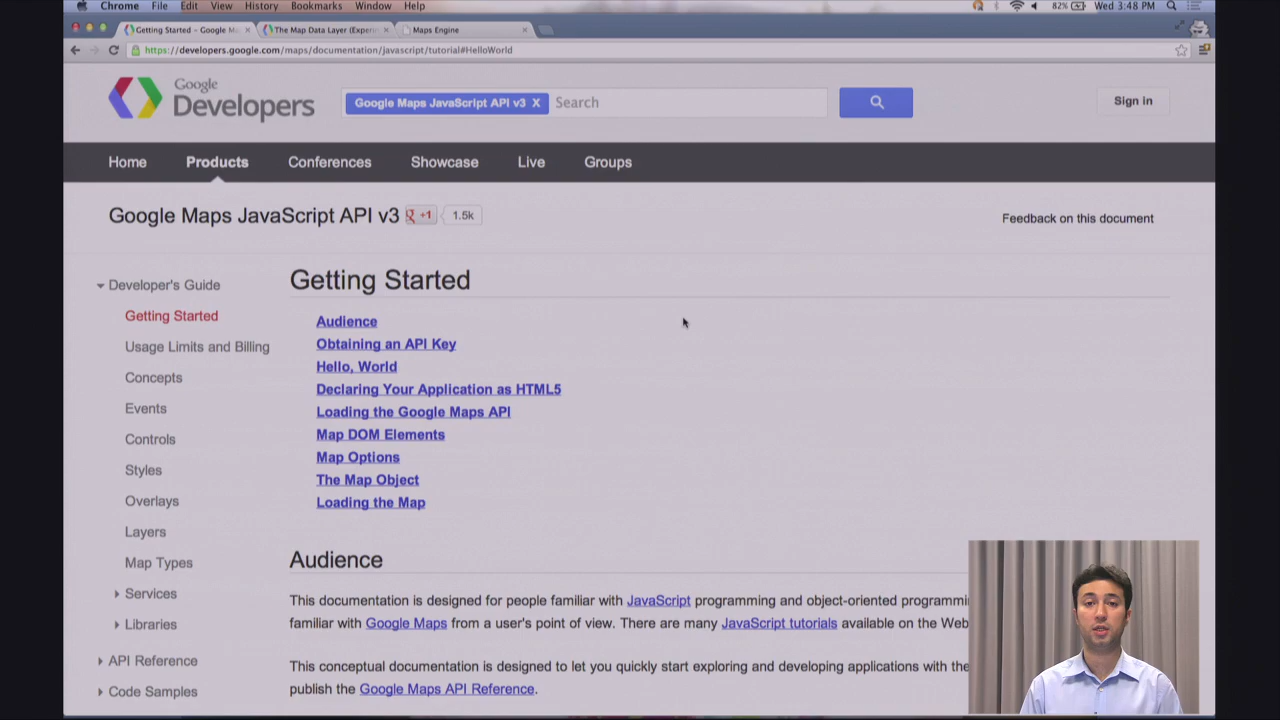 Chrome File Edit View History Bookmarks Window Help 82% Wed 3:48 PM
Getting Started - Google M × The Map Data Layer (Experi × Maps Engine ×
https://developers.google.com/maps/documentation/javascript/tutorial#HelloWorld
Google
Developers
Google Maps JavaScript API v3 X Search
Sign in
Home Products Conferences Showcase Live Groups
Google Maps JavaScript API v3 +1 1.5k
Feedback on this document
Developer's Guide
Getting Started
Usage Limits and Billing
Concepts
Events
Controls
Styles
Overlays
Layers
Map Types
Services
Libraries
API Reference
Code Samples
Getting Started
Audience
Obtaining an API Key
Hello, World
Declaring Your Application as HTML5
Loading the Google Maps API
Map DOM Elements
Map Options
The Map Object
Loading the Map
Audience
This documentation is designed for people familiar with JavaScript programming and object-oriented programmin
familiar with Google Maps from a user's point of view. There are many JavaScript tutorials available on the Web
This conceptual documentation is designed to let you quickly start exploring and developing applications with the
publish the Google Maps API Reference.